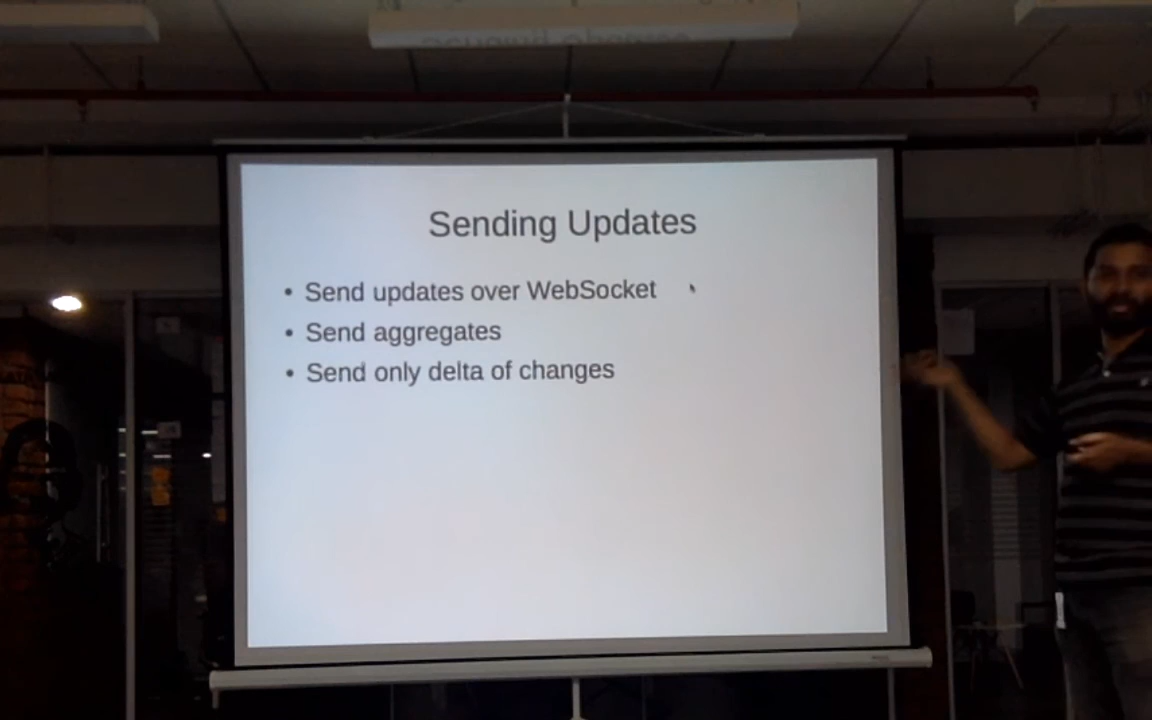 Sending Updates
• Send updates over WebSocket
• Send aggregates
• Send only delta of changes